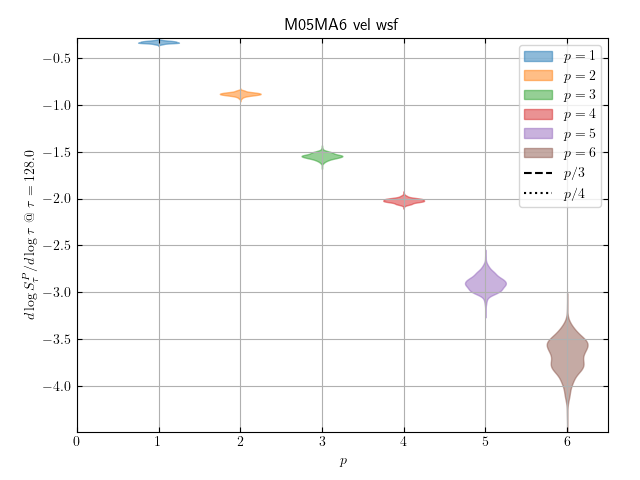 M05MA6 vel wsf
d log S_τ^P / d log τ @ τ = 128.0
−0.5
−1.0
−1.5
−2.0
−2.5
−3.0
−3.5
−4.0
p = 1
p = 2
p = 3
p = 4
p = 5
p = 6
p/3
p/4
0 1 2 3 4 5 6
p